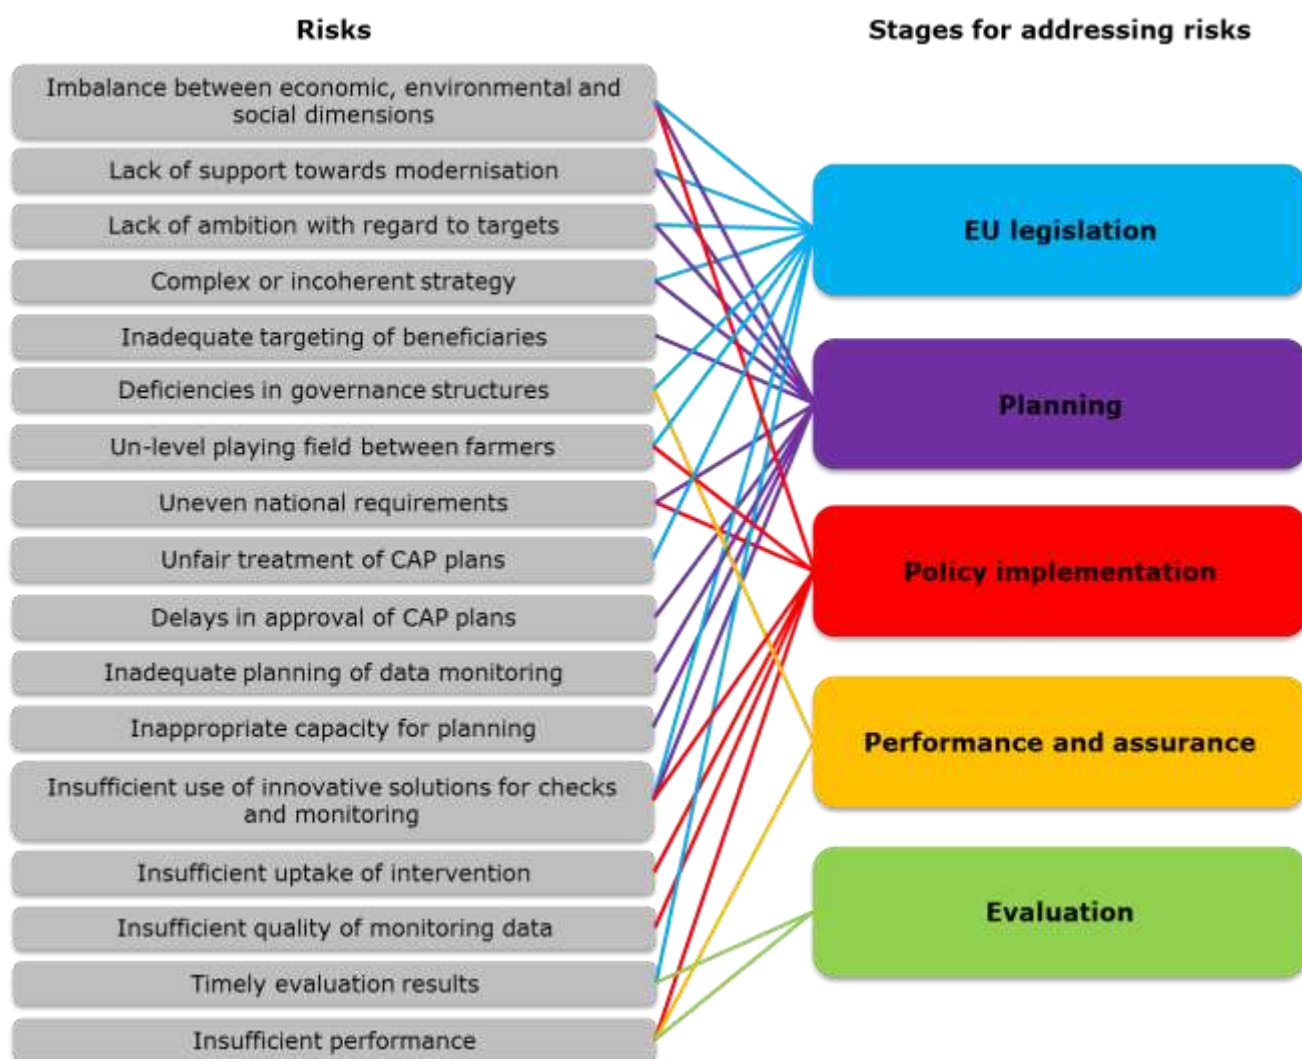 Risks
Stages for addressing risks
Imbalance between economic, environmental and
social dimensions
Lack of support towards modernisation
Lack of ambition with regard to targets
Complex or incoherent strategy
Inadequate targeting of beneficiaries
Deficiencies in governance structures
Un-level playing field between farmers
Uneven national requirements
Unfair treatment of CAP plans
Delays in approval of CAP plans
Inadequate planning of data monitoring
Inappropriate capacity for planning
Insufficient use of innovative solutions for checks
and monitoring
Insufficient uptake of intervention
Insufficient quality of monitoring data
Timely evaluation results
Insufficient performance
EU legislation
Planning
Policy implementation
Performance and assurance
Evaluation